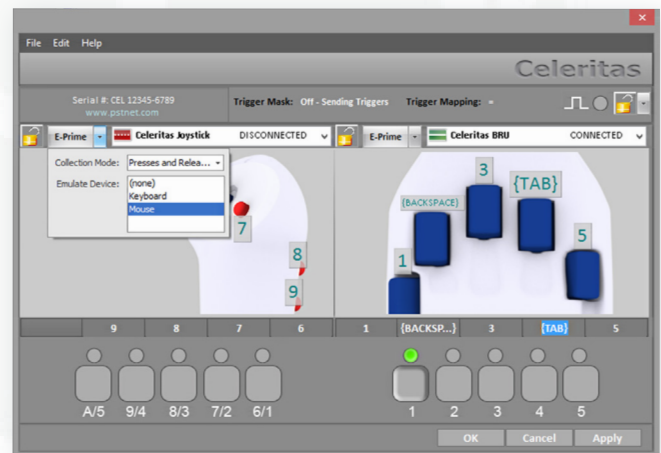 File Edit Help
Celeritas
Serial #: CEL 12345-6789
www.pstnet.com
Trigger Mask: Off - Sending Triggers Trigger Mapping: =
E-Prime Celeritas Joystick DISCONNECTED
E-Prime Celeritas BRU CONNECTED
Collection Mode: Presses and Relea...
Emulate Device: (none)
Keyboard
Mouse
7
8
9
1
{BACKSPACE}
3
{TAB}
5
9 8 7 6
1 {BACKSP...} 3 {TAB} 5
A/5 9/4 8/3 7/2 6/1
1 2 3 4 5
OK Cancel Apply